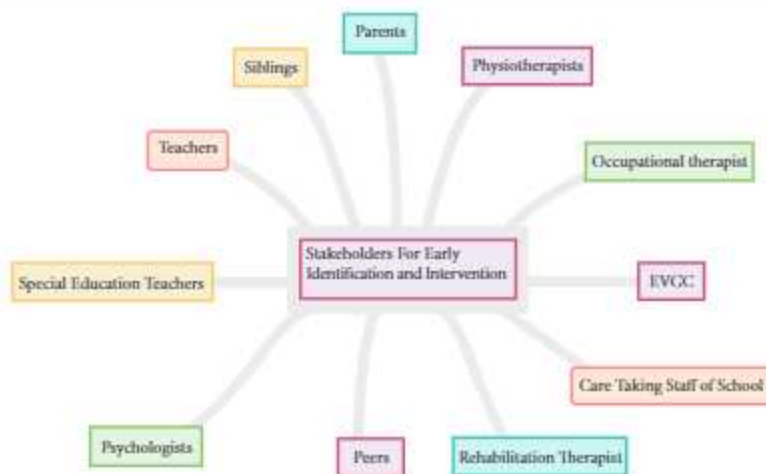 Parents
Siblings
Physiotherapists
Teachers
Occupational therapist
Stakeholders For Early
Identification and Intervention
Special Education Teachers
EVGC
Care Taking Staff of School
Psychologists
Peers
Rehabilitation Therapist